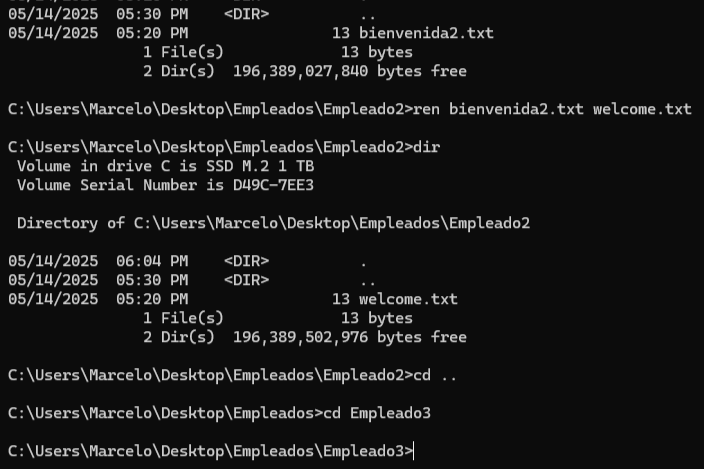 05/14/2025  05:30 PM    <DIR>          ..
05/14/2025  05:20 PM                13 bienvenida2.txt
               1 File(s)             13 bytes
               2 Dir(s)  196,389,027,840 bytes free
C:\Users\Marcelo\Desktop\Empleados\Empleado2>ren bienvenida2.txt welcome.txt
C:\Users\Marcelo\Desktop\Empleados\Empleado2>dir
 Volume in drive C is SSD M.2 1 TB
 Volume Serial Number is D49C-7EE3
 Directory of C:\Users\Marcelo\Desktop\Empleados\Empleado2
05/14/2025  06:04 PM    <DIR>          .
05/14/2025  05:30 PM    <DIR>          ..
05/14/2025  05:20 PM                13 welcome.txt
               1 File(s)             13 bytes
               2 Dir(s)  196,389,502,976 bytes free
C:\Users\Marcelo\Desktop\Empleados\Empleado2>cd ..
C:\Users\Marcelo\Desktop\Empleados>cd Empleado3
C:\Users\Marcelo\Desktop\Empleados\Empleado3>